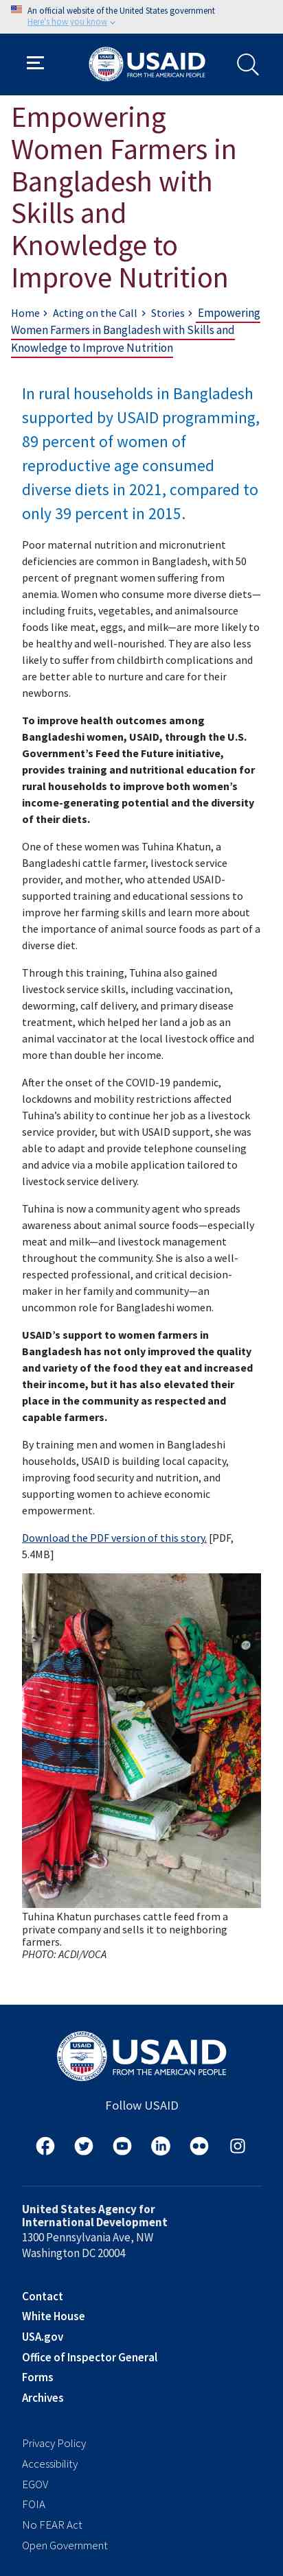 An official website of the United States government
Here's how you know
USAID
FROM THE AMERICAN PEOPLE
Empowering
Women Farmers in
Bangladesh with
Skills and
Knowledge to
Improve Nutrition
Home > Acting on the Call > Stories > Empowering
Women Farmers in Bangladesh with Skills and
Knowledge to Improve Nutrition
In rural households in Bangladesh
supported by USAID programming,
89 percent of women of
reproductive age consumed
diverse diets in 2021, compared to
only 39 percent in 2015.
Poor maternal nutrition and micronutrient
deficiencies are common in Bangladesh, with 50
percent of pregnant women suffering from
anemia. Women who consume more diverse diets—
including fruits, vegetables, and animalsource
foods like meat, eggs, and milk—are more likely to
be healthy and well-nourished. They are also less
likely to suffer from childbirth complications and
are better able to nurture and care for their
newborns.
To improve health outcomes among
Bangladeshi women, USAID, through the U.S.
Government's Feed the Future initiative,
provides training and nutritional education for
rural households to improve both women's
income-generating potential and the diversity
of their diets.
One of these women was Tuhina Khatun, a
Bangladeshi cattle farmer, livestock service
provider, and mother, who attended USAID-
supported training and educational sessions to
improve her farming skills and learn more about
the importance of animal source foods as part of a
diverse diet.
Through this training, Tuhina also gained
livestock service skills, including vaccination,
deworming, calf delivery, and primary disease
treatment, which helped her land a job as an
animal vaccinator at the local livestock office and
more than double her income.
After the onset of the COVID-19 pandemic,
lockdowns and mobility restrictions affected
Tuhina's ability to continue her job as a livestock
service provider, but with USAID support, she was
able to adapt and provide telephone counseling
and advice via a mobile application tailored to
livestock service delivery.
Tuhina is now a community agent who spreads
awareness about animal source foods—especially
meat and milk—and livestock management
throughout the community. She is also a well-
respected professional, and critical decision-
maker in her family and community—an
uncommon role for Bangladeshi women.
USAID's support to women farmers in
Bangladesh has not only improved the quality
and variety of the food they eat and increased
their income, but it has also elevated their
place in the community as respected and
capable farmers.
By training men and women in Bangladeshi
households, USAID is building local capacity,
improving food security and nutrition, and
supporting women to achieve economic
empowerment.
Download the PDF version of this story. [PDF,
5.4MB]
Tuhina Khatun purchases cattle feed from a
private company and sells it to neighboring
farmers.
PHOTO: ACDI/VOCA
USAID
FROM THE AMERICAN PEOPLE
Follow USAID
United States Agency for
International Development
1300 Pennsylvania Ave, NW
Washington DC 20004
Contact
White House
USA.gov
Office of Inspector General
Forms
Archives
Privacy Policy
Accessibility
EGOV
FOIA
No FEAR Act
Open Government